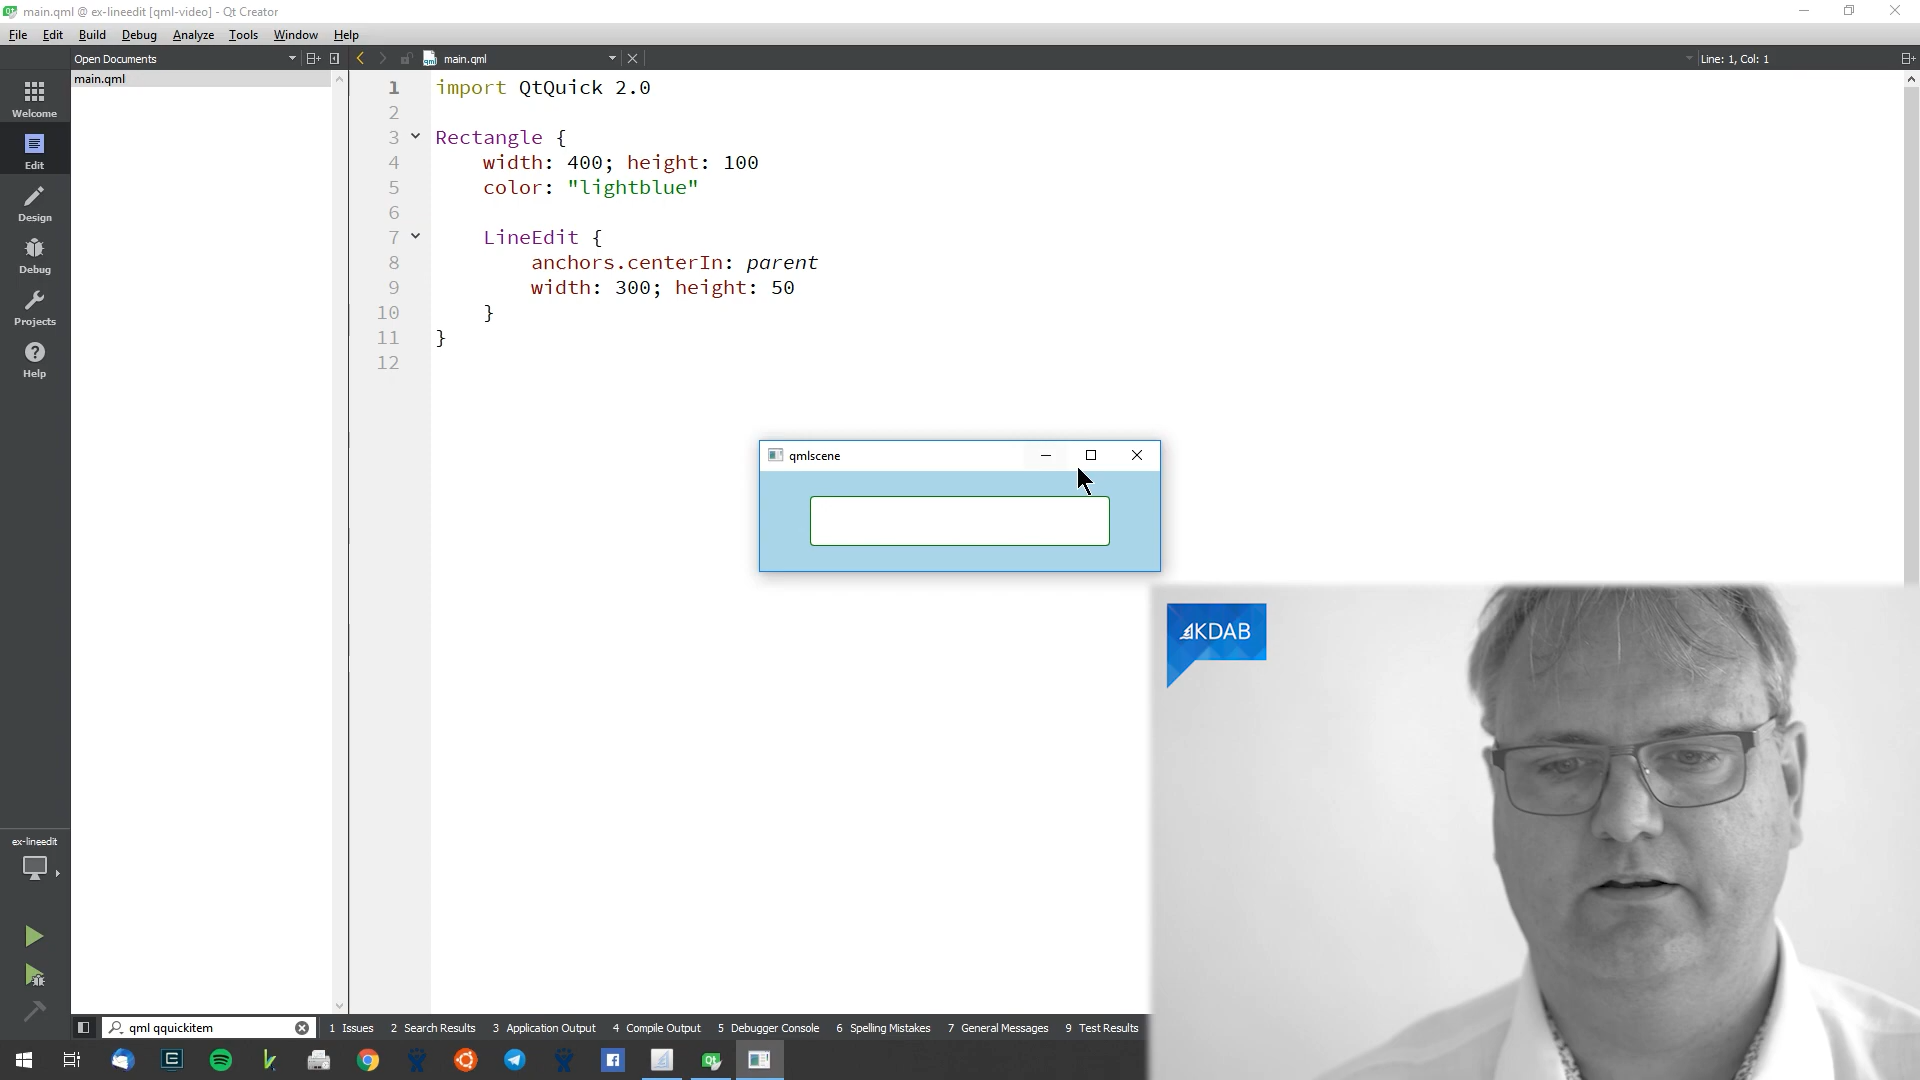 main.qml @ ex-lineedit [qml-video] - Qt Creator
File Edit Build Debug Analyze Tools Window Help
Open Documents
main.qml
Line: 1, Col: 1
main.qml
Welcome
Edit
Design
Debug
Projects
Help
1 import QtQuick 2.0
2
3 Rectangle {
4 width: 400; height: 100
5 color: "lightblue"
6
7 LineEdit {
8 anchors.centerIn: parent
9 width: 300; height: 50
10 }
11 }
12
qmlscene
KDAB
ex-lineedit
qml qquickitem
1 Issues 2 Search Results 3 Application Output 4 Compile Output 5 Debugger Console 6 Spelling Mistakes 7 General Messages 9 Test Results